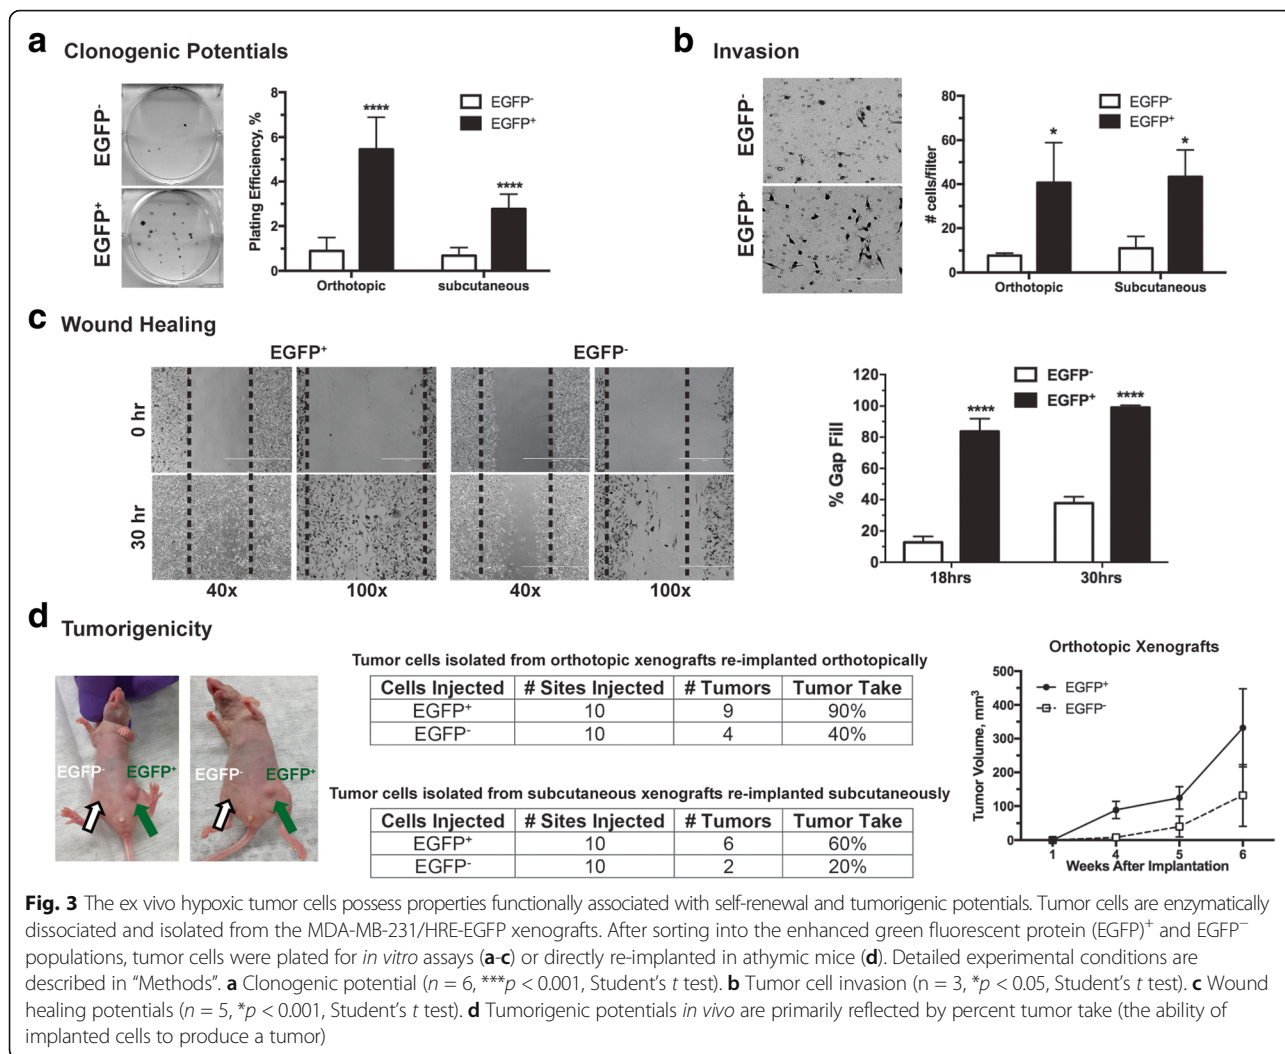 a Clonogenic Potentials
EGFP-
EGFP+
Plating Efficiency, %
8
6
4
2
0
****
****
EGFP-
EGFP+
Orthotopic
subcutaneous
b Invasion
EGFP-
EGFP+
# cells/filter
80
60
40
20
0
*
*
EGFP-
EGFP+
Orthotopic
Subcutaneous
c Wound Healing
EGFP+
EGFP-
0 hr
30 hr
40x
100x
40x
100x
% Gap Fill
120
100
80
60
40
20
0
****
****
EGFP-
EGFP+
18hrs
30hrs
d Tumorigenicity
EGFP-
EGFP+
EGFP-
EGFP+
Tumor cells isolated from orthotopic xenografts re-implanted orthotopically
Cells Injected # Sites Injected # Tumors Tumor Take
EGFP+ 10 9 90%
EGFP- 10 4 40%
Tumor cells isolated from subcutaneous xenografts re-implanted subcutaneously
Cells Injected # Sites Injected # Tumors Tumor Take
EGFP+ 10 6 60%
EGFP- 10 2 20%
Orthotopic Xenografts
Tumor Volume, mm3
500
400
300
200
100
0
EGFP+
EGFP-
1 4 5 6
Weeks After Implantation
Fig. 3 The ex vivo hypoxic tumor cells possess properties functionally associated with self-renewal and tumorigenic potentials. Tumor cells are enzymatically
dissociated and isolated from the MDA-MB-231/HRE-EGFP xenografts. After sorting into the enhanced green fluorescent protein (EGFP)+ and EGFP−
populations, tumor cells were plated for in vitro assays (a-c) or directly re-implanted in athymic mice (d). Detailed experimental conditions are
described in “Methods”. a Clonogenic potential (n = 6, ***p < 0.001, Student’s t test). b Tumor cell invasion (n = 3, *p < 0.05, Student’s t test). c Wound
healing potentials (n = 5, *p < 0.001, Student’s t test). d Tumorigenic potentials in vivo are primarily reflected by percent tumor take (the ability of
implanted cells to produce a tumor)